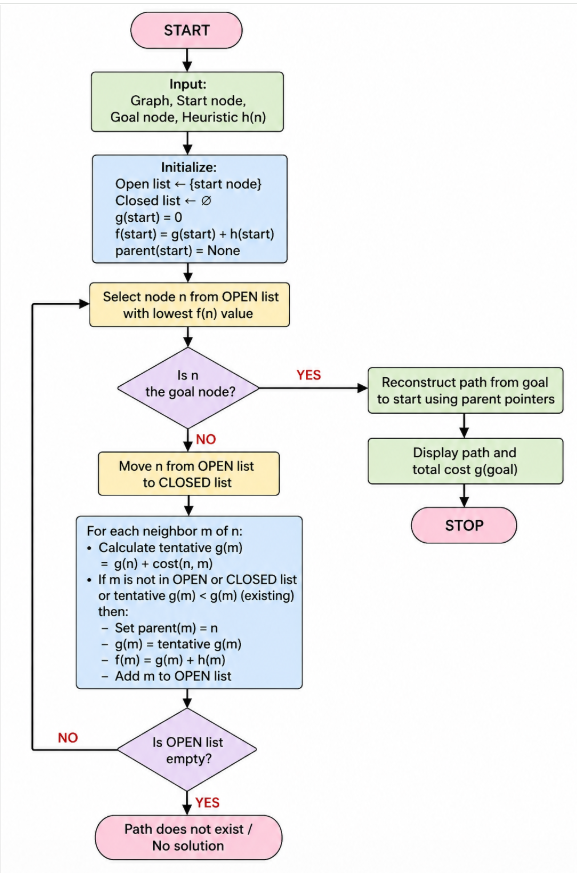 START
Input:
Graph, Start node,
Goal node, Heuristic h(n)
Initialize:
Open list ← {start node}
Closed list ← ∅
g(start) = 0
f(start) = g(start) + h(start)
parent(start) = None
Select node n from OPEN list
with lowest f(n) value
Is n
the goal node?
YES
Reconstruct path from goal
to start using parent pointers
Display path and
total cost g(goal)
STOP
NO
Move n from OPEN list
to CLOSED list
For each neighbor m of n:
• Calculate tentative g(m)
= g(n) + cost(n, m)
• If m is not in OPEN or CLOSED list
or tentative g(m) < g(m) (existing)
then:
– Set parent(m) = n
– g(m) = tentative g(m)
– f(m) = g(m) + h(m)
– Add m to OPEN list
Is OPEN list
empty?
NO
YES
Path does not exist /
No solution